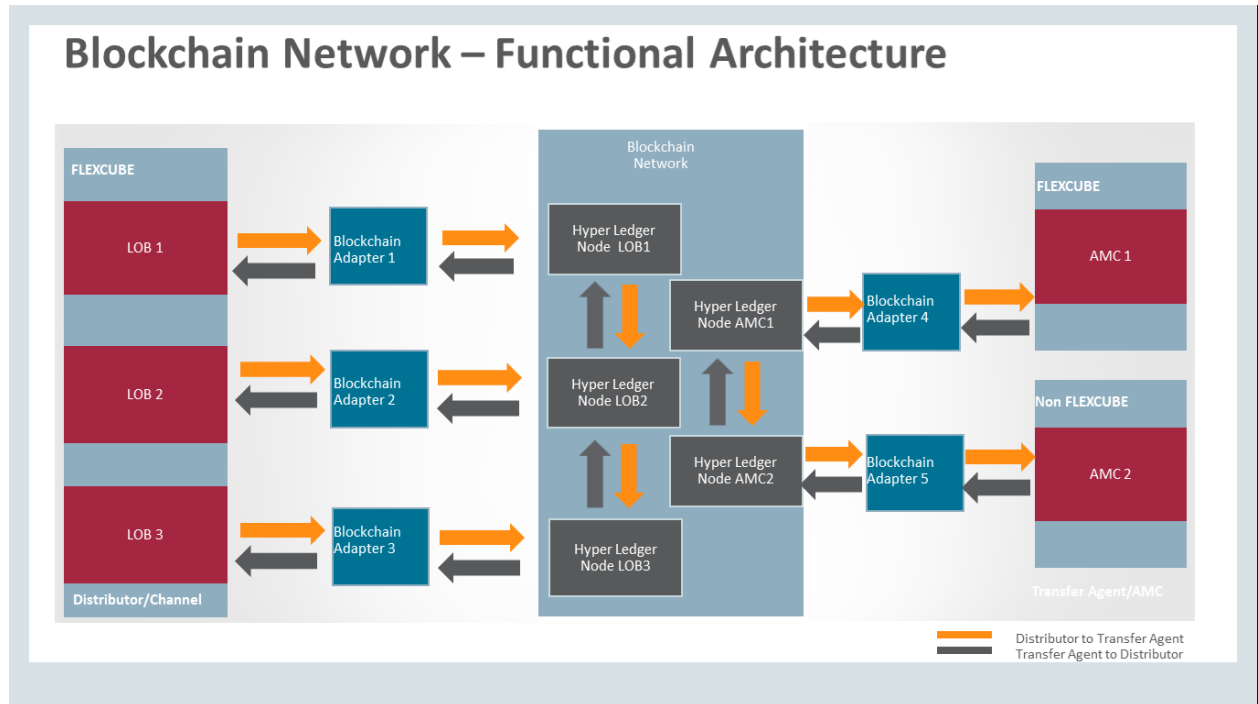 Blockchain Network – Functional Architecture
FLEXCUBE
LOB 1
LOB 2
LOB 3
Distributor/Channel
Blockchain
Adapter 1
Blockchain
Adapter 2
Blockchain
Adapter 3
Blockchain
Network
Hyper Ledger
Node LOB1
Hyper Ledger
Node AMC1
Hyper Ledger
Node LOB2
Hyper Ledger
Node AMC2
Hyper Ledger
Node LOB3
Blockchain
Adapter 4
Blockchain
Adapter 5
FLEXCUBE
AMC 1
Non FLEXCUBE
AMC 2
Transfer Agent/AMC
Distributor to Transfer Agent
Transfer Agent to Distributor